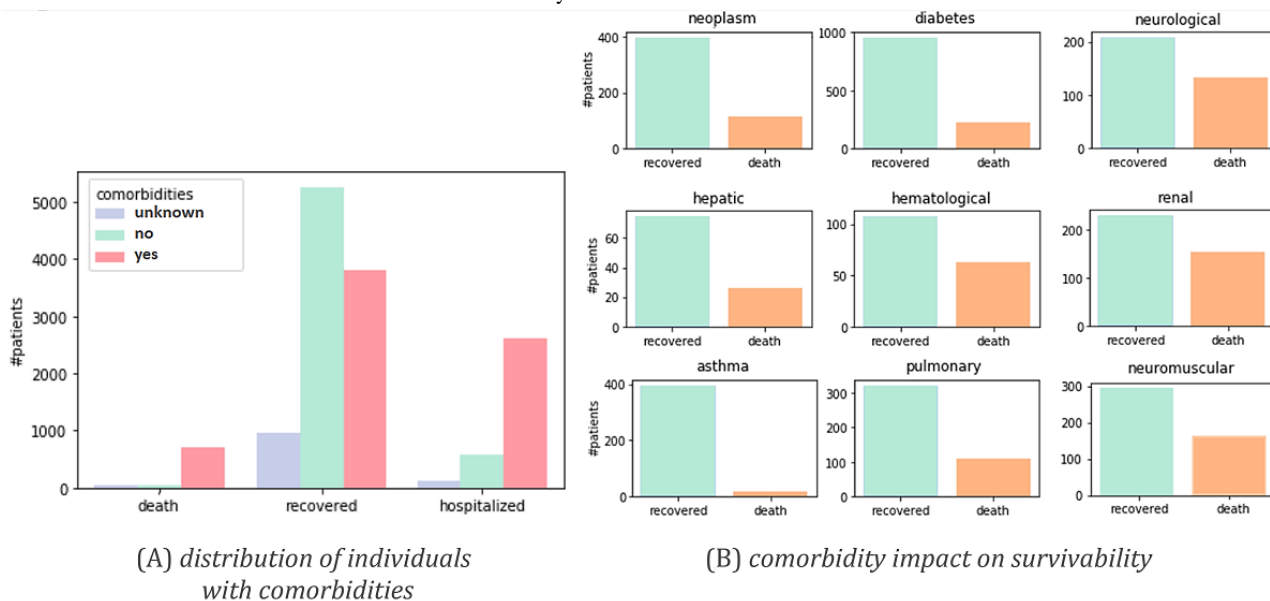 comorbidities
unknown
no
yes
5000
4000
3000
2000
1000
0
#patients
death recovered hospitalized
(A) distribution of individuals
with comorbidities
neoplasm diabetes neurological
400
200
0
#patients
recovered death
1000
500
0
recovered death
200
100
0
recovered death
hepatic hematological renal
60
40
20
0
#patients
recovered death
100
50
0
recovered death
200
100
0
recovered death
asthma pulmonary neuromuscular
400
200
0
#patients
recovered death
300
200
100
0
recovered death
300
200
100
0
recovered death
(B) comorbidity impact on survivability